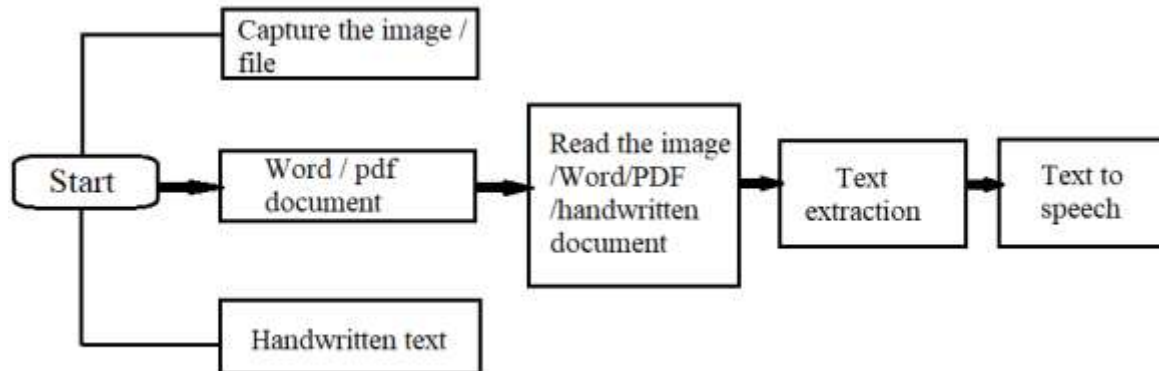 Capture the image /
file
Start
Word / pdf
document
Handwritten text
Read the image
/Word/PDF
/handwritten
document
Text
extraction
Text to
speech